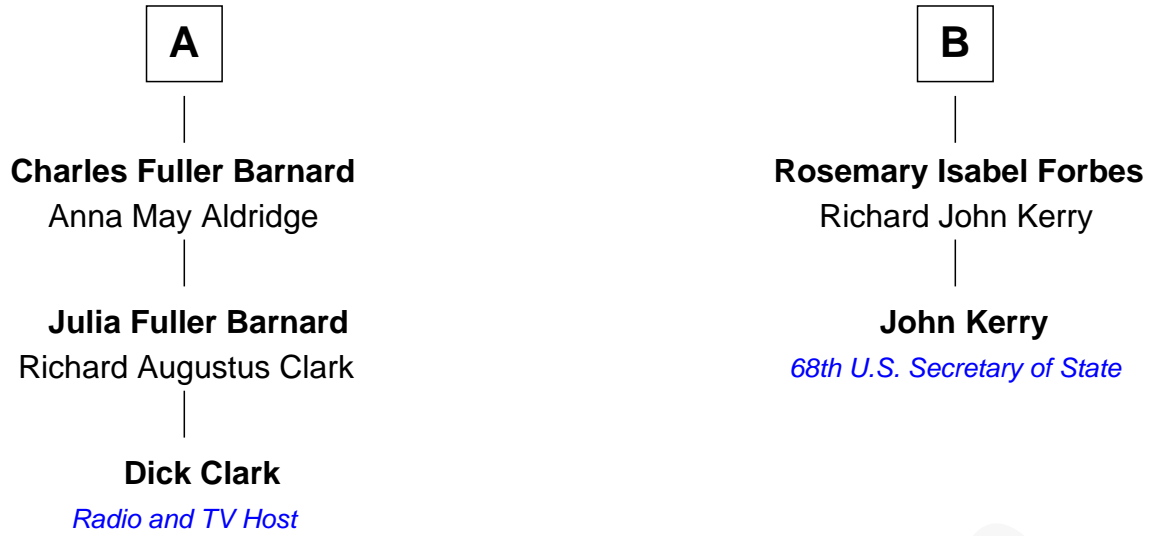 A
Charles Fuller Barnard
Anna May Aldridge
Julia Fuller Barnard
Richard Augustus Clark
Dick Clark
Radio and TV Host
B
Rosemary Isabel Forbes
Richard John Kerry
John Kerry
68th U.S. Secretary of State